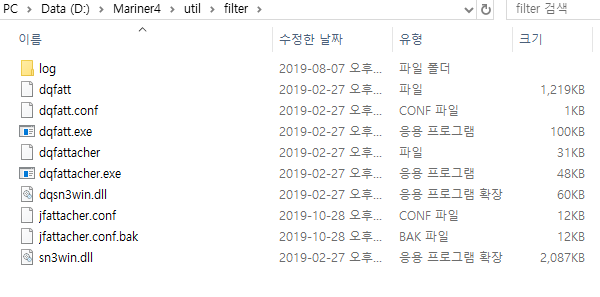 PC > Data (D:) > Mariner4 > util > filter > filter 검색
이름 수정한 날짜 유형 크기
log 2019-08-07 오후... 파일 폴더
dqfatt 2019-02-27 오후... 파일 1,219KB
dqfatt.conf 2019-02-27 오후... CONF 파일 1KB
dqfatt.exe 2019-02-27 오후... 응용 프로그램 100KB
dqfattacher 2019-02-27 오후... 파일 31KB
dqfattacher.exe 2019-02-27 오후... 응용 프로그램 48KB
dqsn3win.dll 2019-02-27 오후... 응용 프로그램 확장 60KB
jfattacher.conf 2019-10-28 오후... CONF 파일 12KB
jfattacher.conf.bak 2019-10-28 오후... BAK 파일 12KB
sn3win.dll 2019-02-27 오후... 응용 프로그램 확장 2,087KB